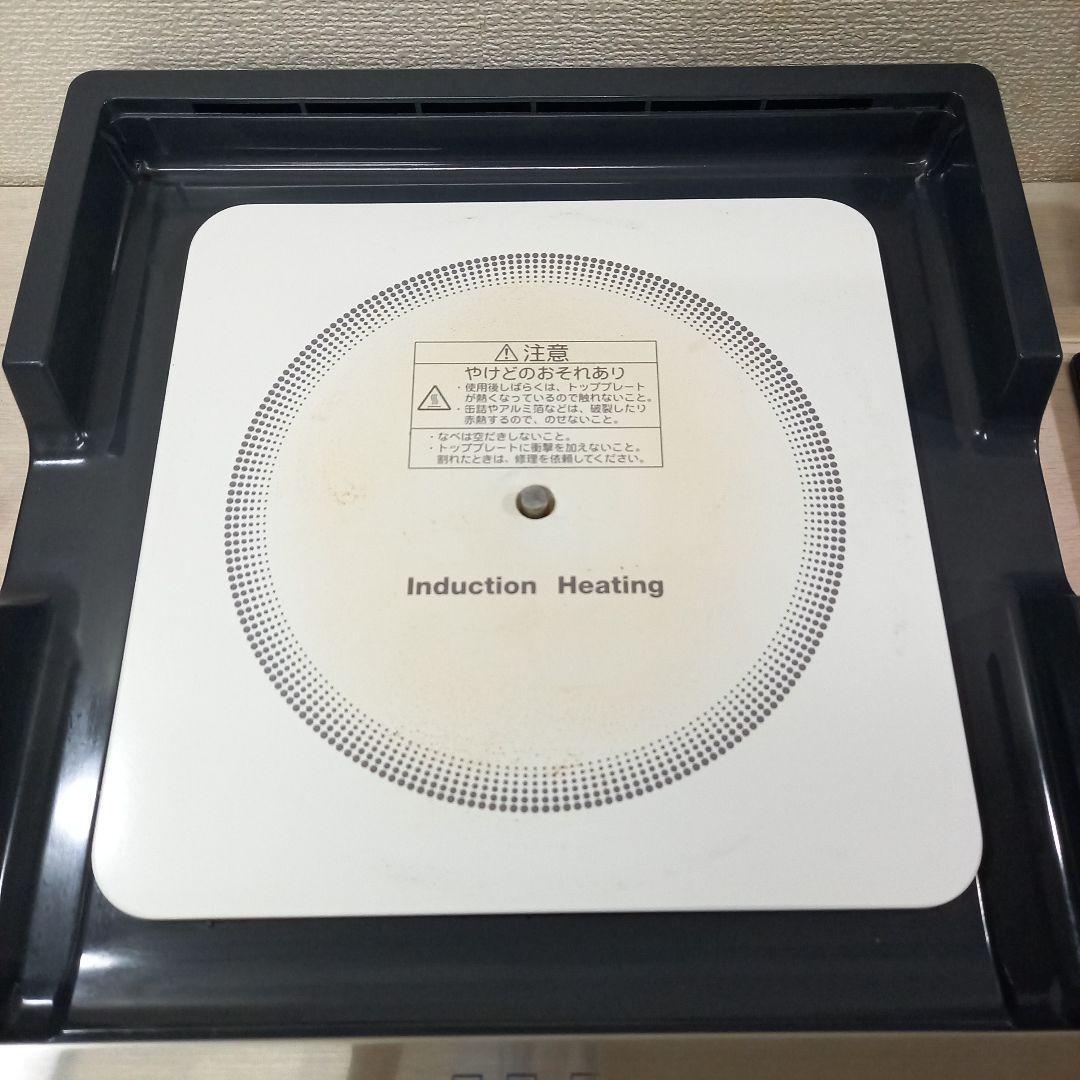 ⚠注意
やけどのおそれあり
・使用後しばらくは、トッププレート
が熱くなっているので触れないこと。
・缶詰やアルミ箔などは、破裂したり
赤熱するので、のせないこと。
・なべは空だきしないこと。
・トッププレートに衝撃を加えないこと。
割れたときは、修理を依頼してください。
Induction Heating